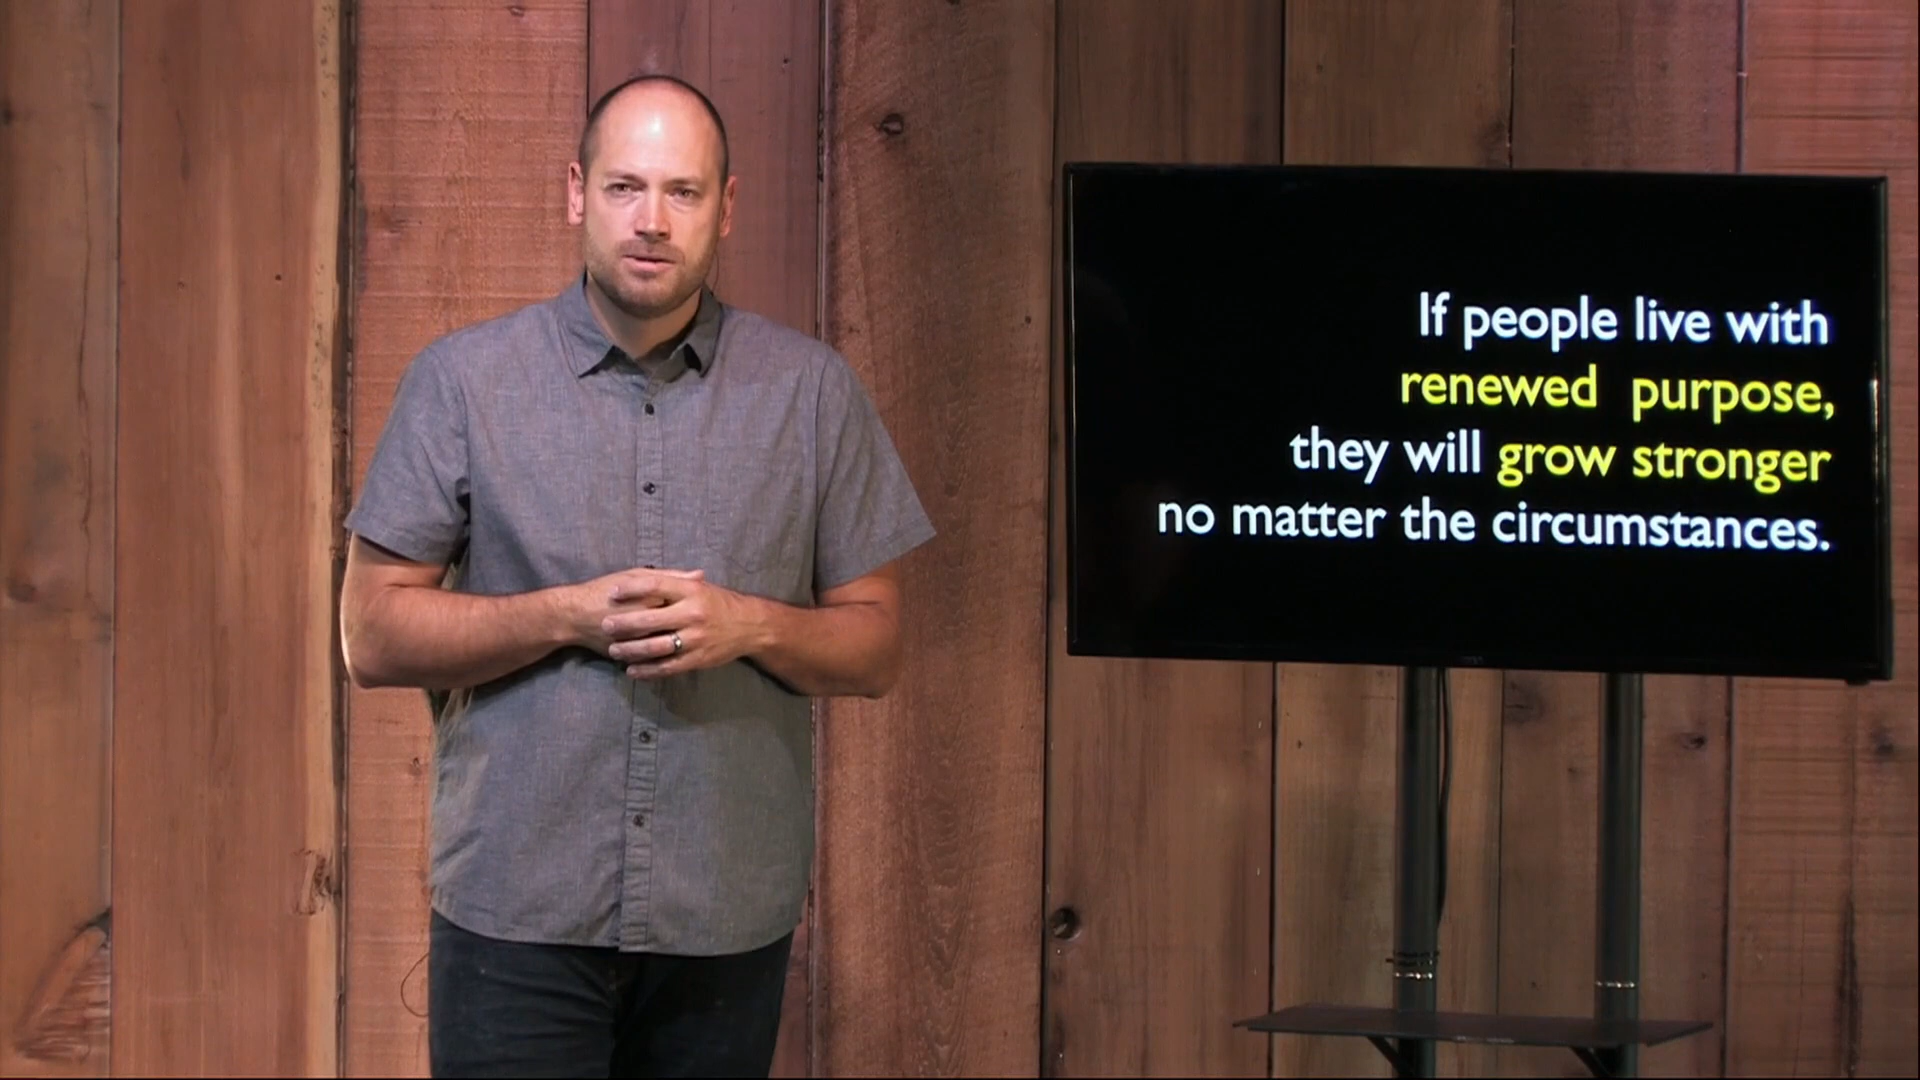 If people live with
renewed purpose,
they will grow stronger
no matter the circumstances.